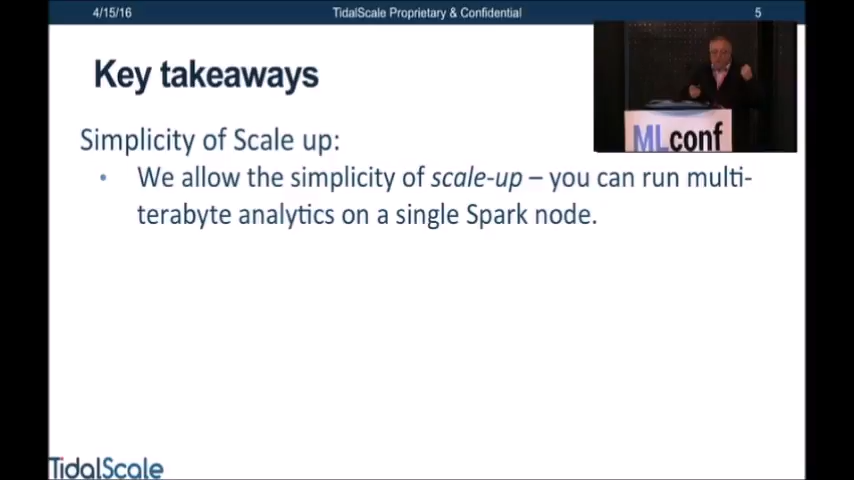 4/15/16 TidalScale Proprietary & Confidential 5
Key takeaways
MLconf
Simplicity of Scale up:
• We allow the simplicity of scale-up – you can run multi-
terabyte analytics on a single Spark node.
TidalScale